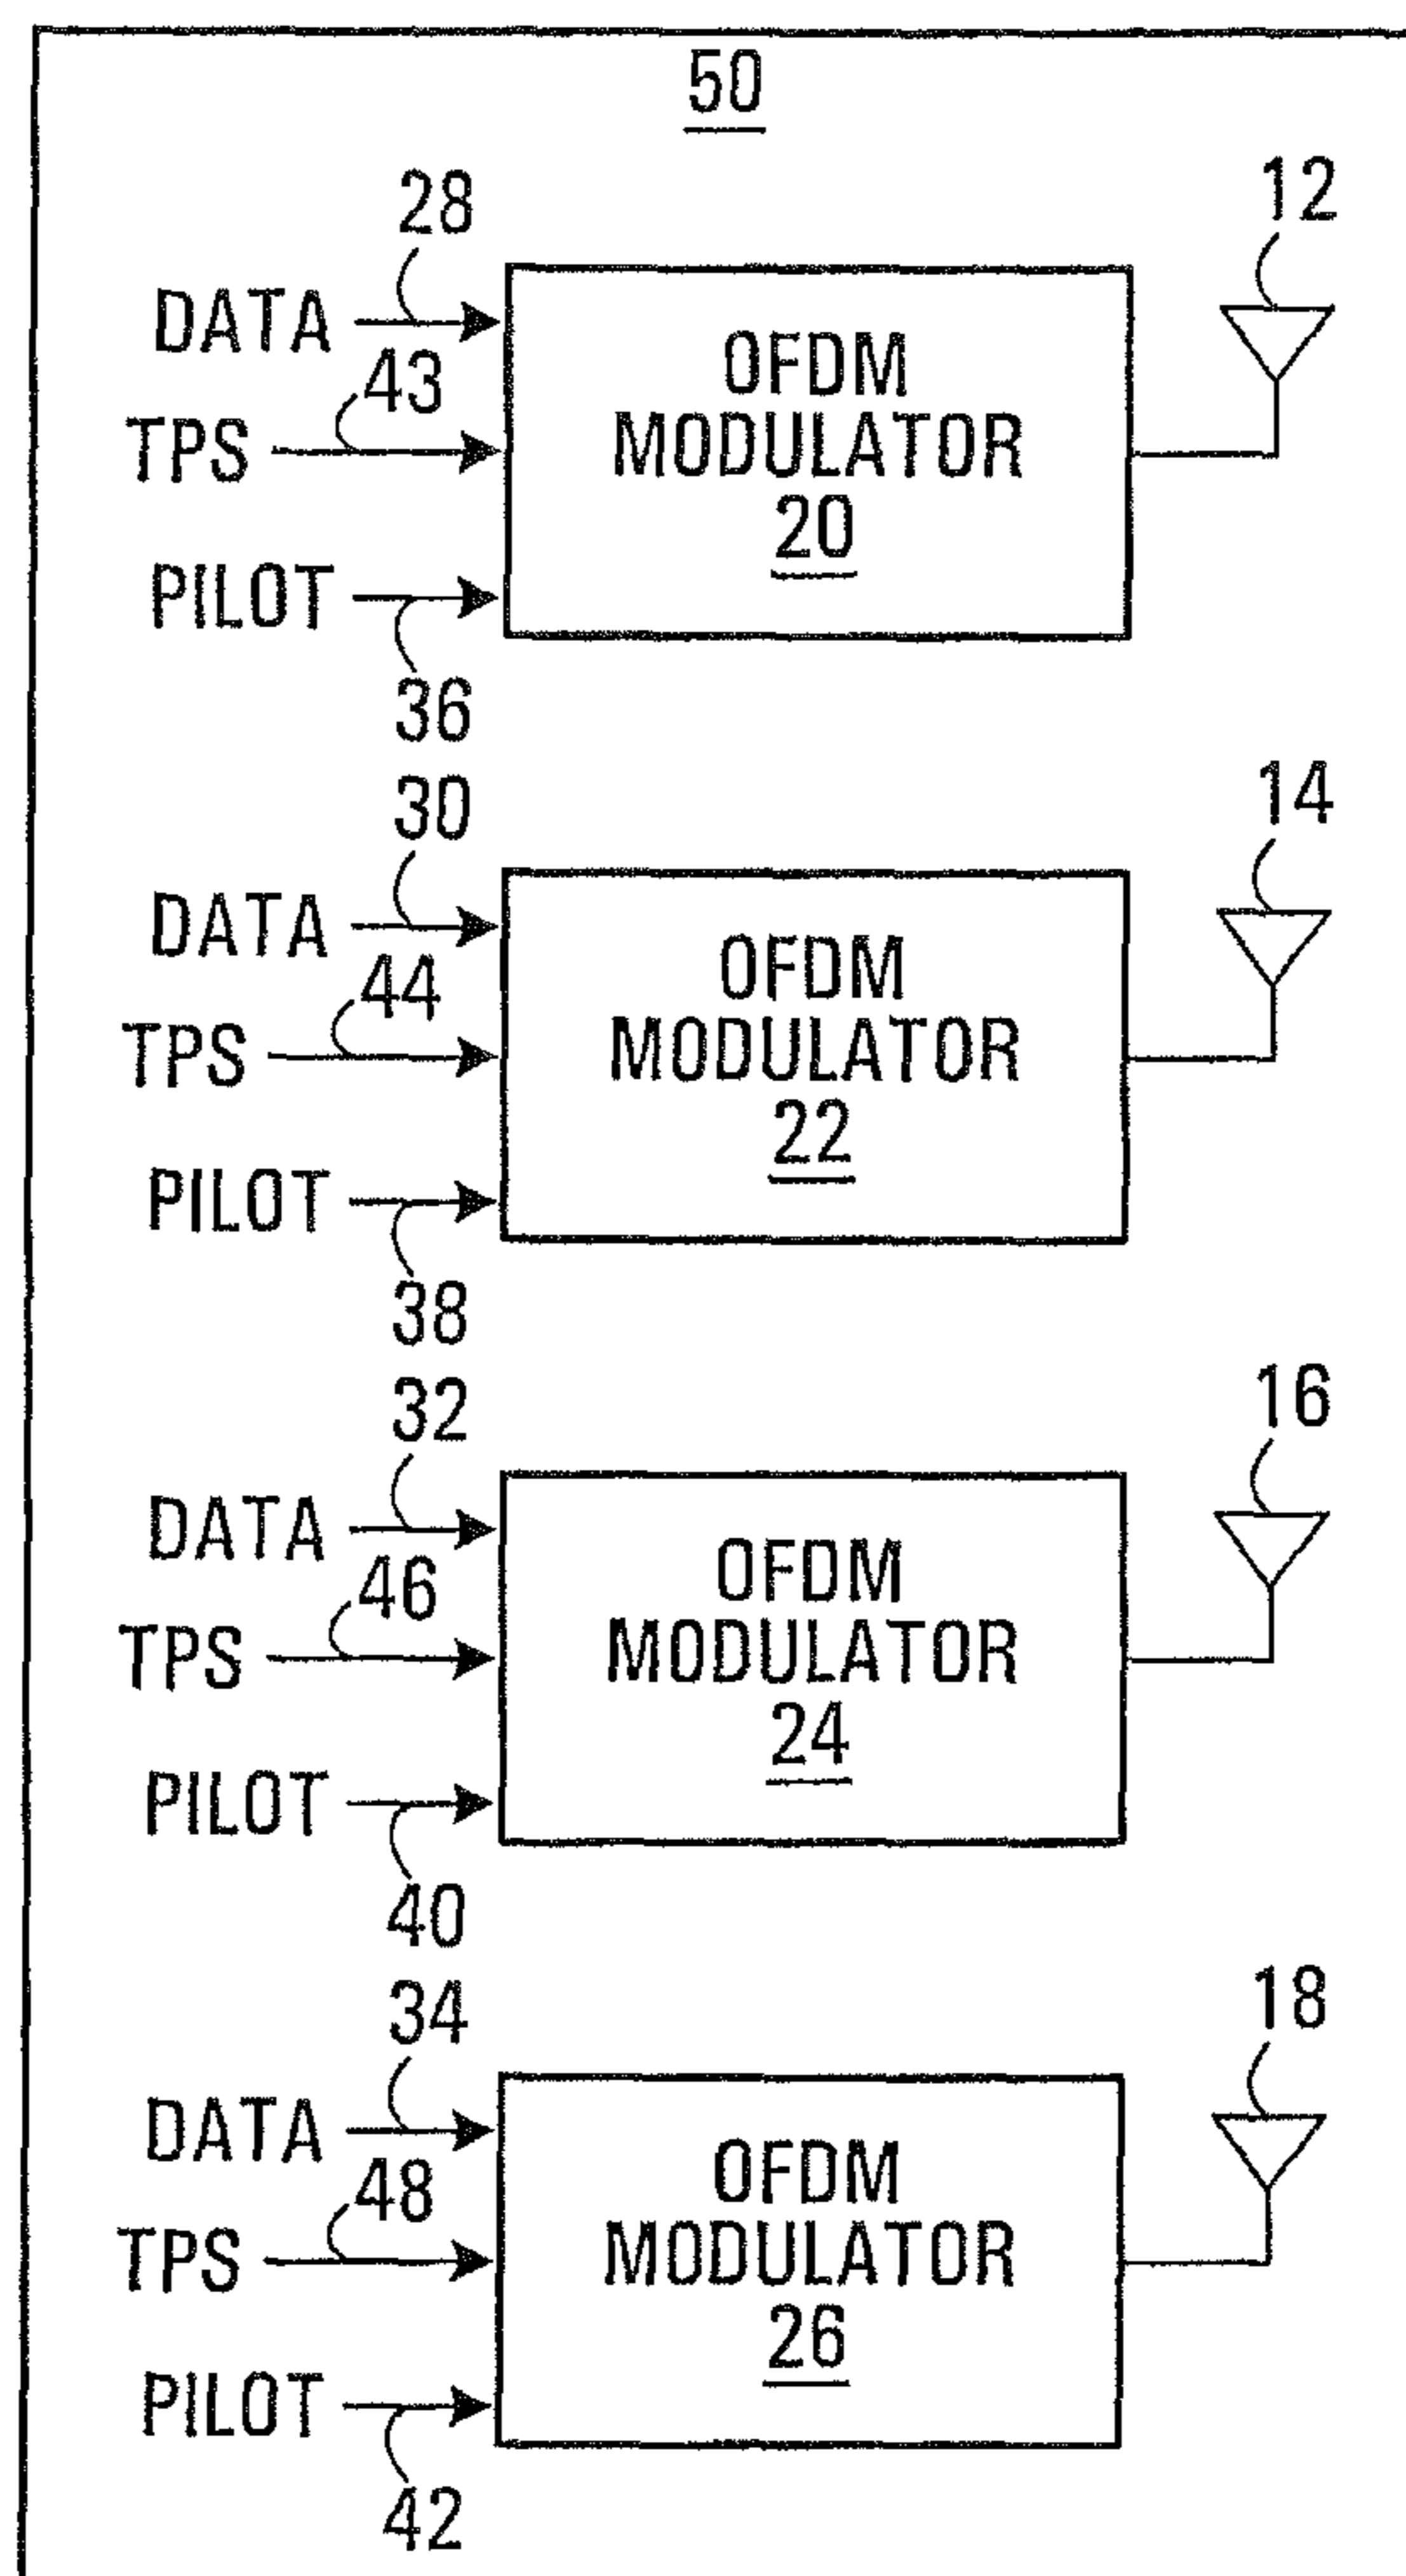 50
28
12
DATA
43
OFDM
TPS
MODULATOR
20
PILOT
36
30
14
DATA
44
OFDM
TPS
MODULATOR
22
PILOT
38
32
16
DATA
46
OFDM
TPS
MODULATOR
24
PILOT
40
34
18
DATA
48
OFDM
TPS
MODULATOR
26
PILOT
42